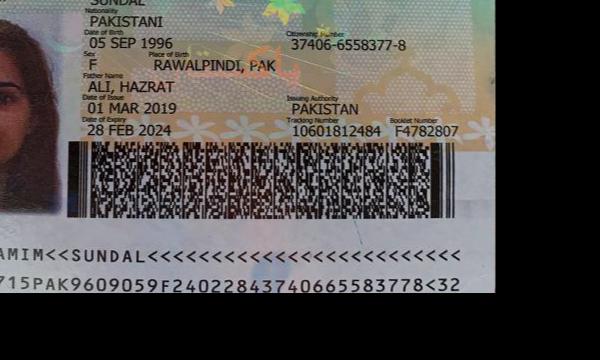 SUNDAL
Nationality
PAKISTANI
Date of Birth
Citizenship Number
05 SEP 1996
37406-6558377-8
Sex
Place of Birth
F
RAWALPINDI, PAK
Father Name
ALI, HAZRAT
Date of Issue
Issuing Authority
01 MAR 2019
PAKISTAN
Date of Expiry
Tracking Number
Booklet Number
28 FEB 2024
10601812484
F4782807
AMIM<<SUNDAL<<<<<<<<<<<<<<<<<<<<<<<<<<
715PAK9609059F24022843740665583778<32